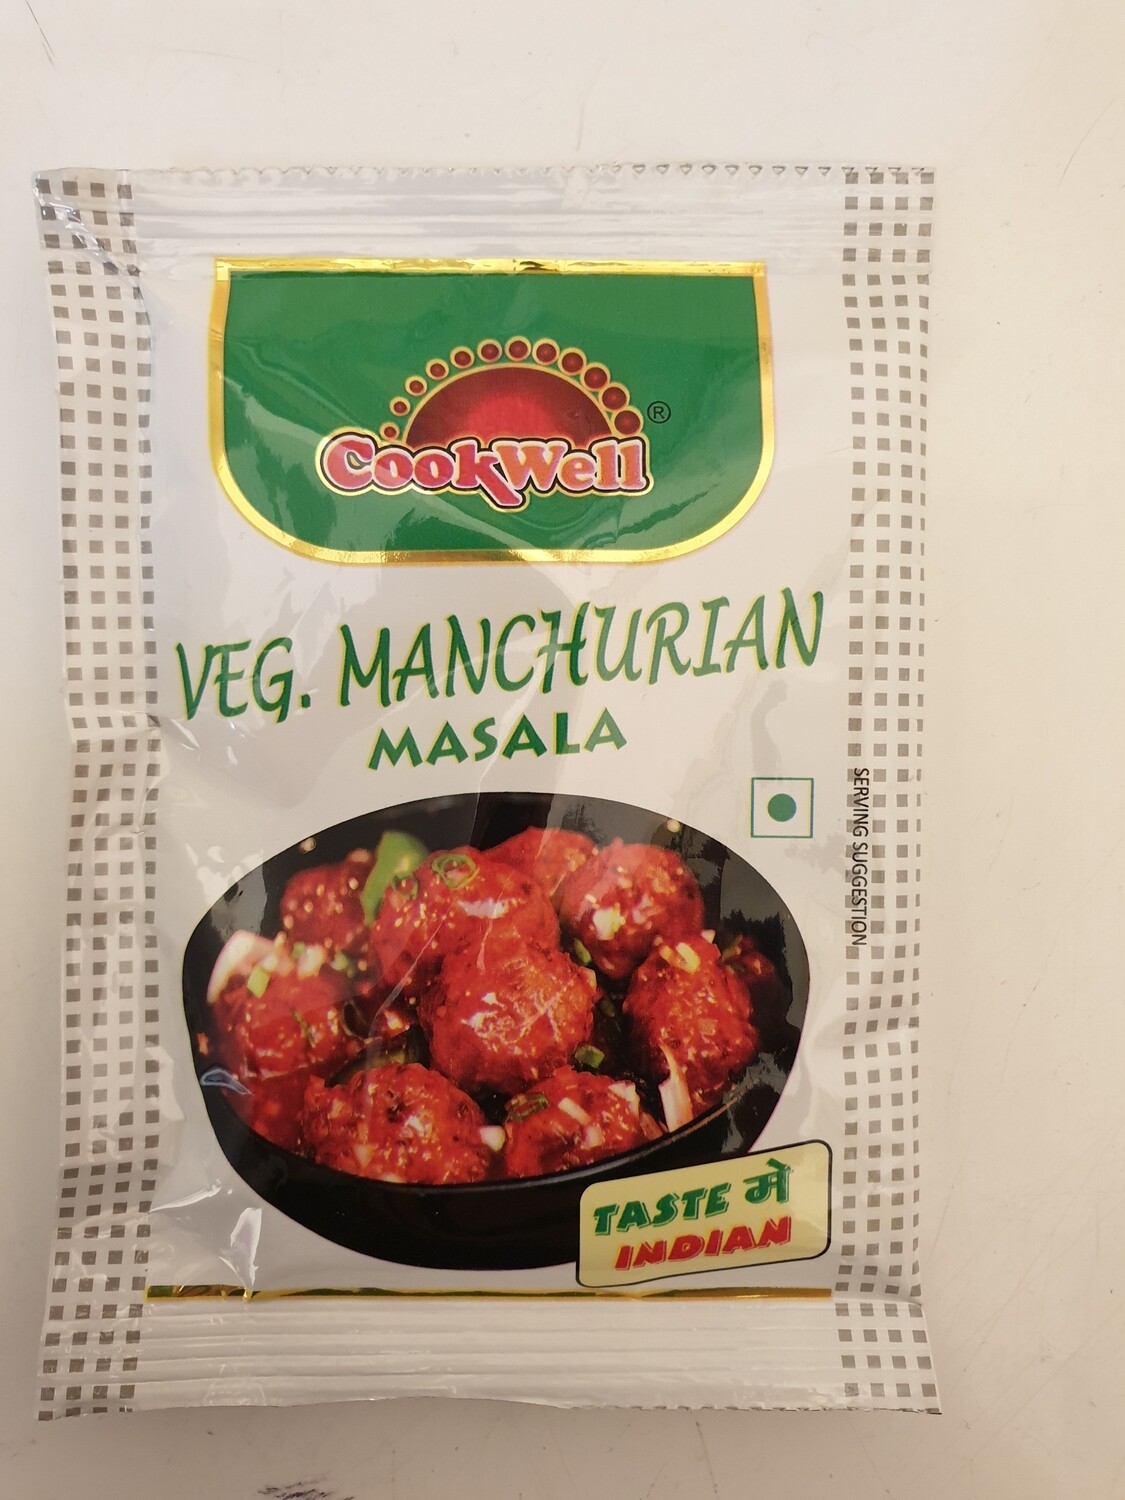 CookWell
®
VEG. MANCHURIAN
MASALA
SERVING SUGGESTION
TASTE में
INDIAN